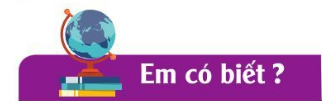 Em có biết ?